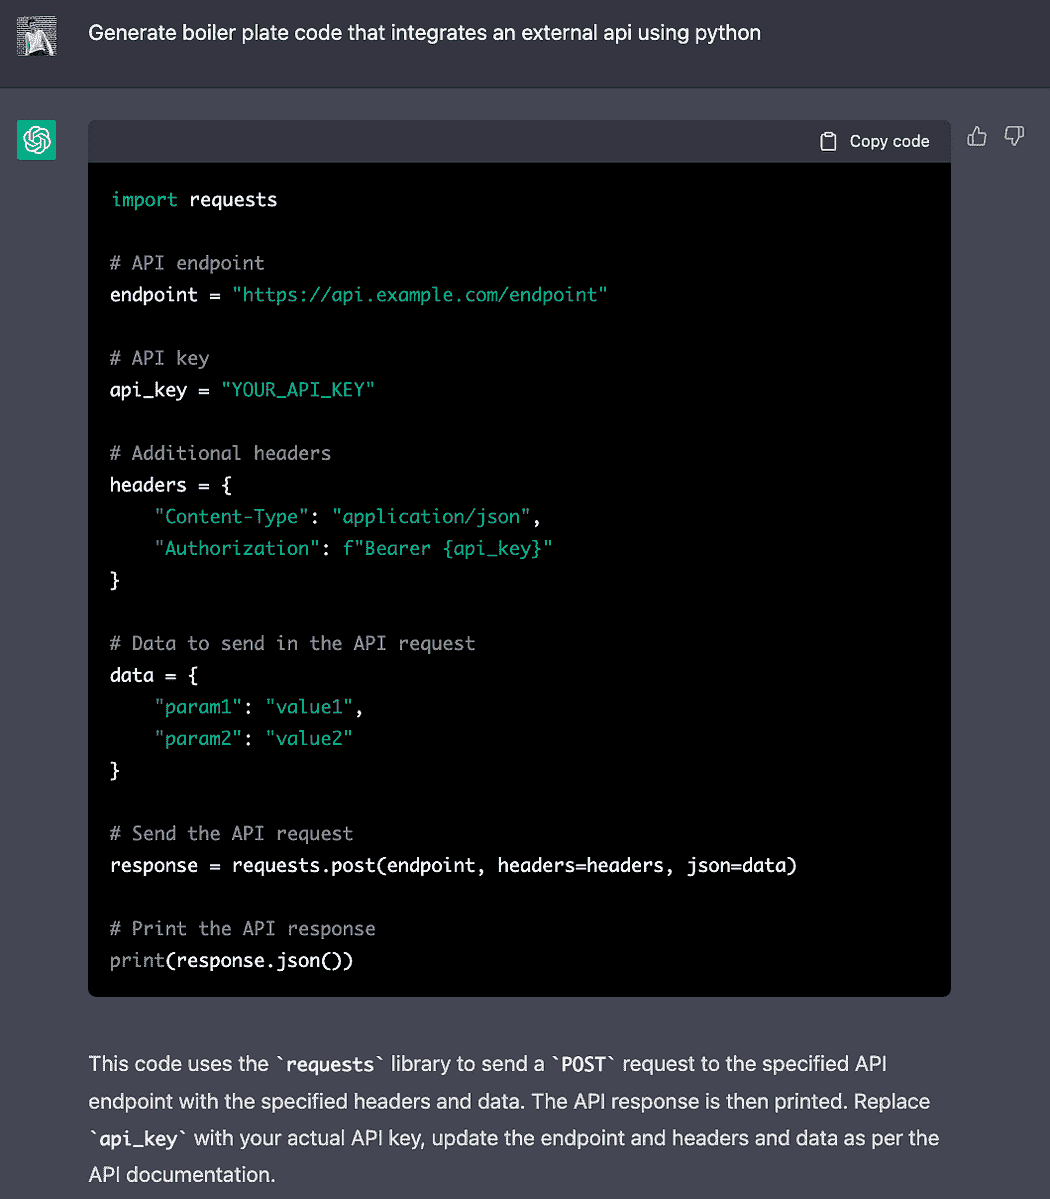 Generate boiler plate code that integrates an external api using python
Copy code
import requests
# API endpoint
endpoint = "https://api.example.com/endpoint"
# API key
api_key = "YOUR_API_KEY"
# Additional headers
headers = {
    "Content-Type": "application/json",
    "Authorization": f"Bearer {api_key}"
}
# Data to send in the API request
data = {
    "param1": "value1",
    "param2": "value2"
}
# Send the API request
response = requests.post(endpoint, headers=headers, json=data)
# Print the API response
print(response.json())
This code uses the `requests` library to send a `POST` request to the specified API
endpoint with the specified headers and data. The API response is then printed. Replace
`api_key` with your actual API key, update the endpoint and headers and data as per the
API documentation.